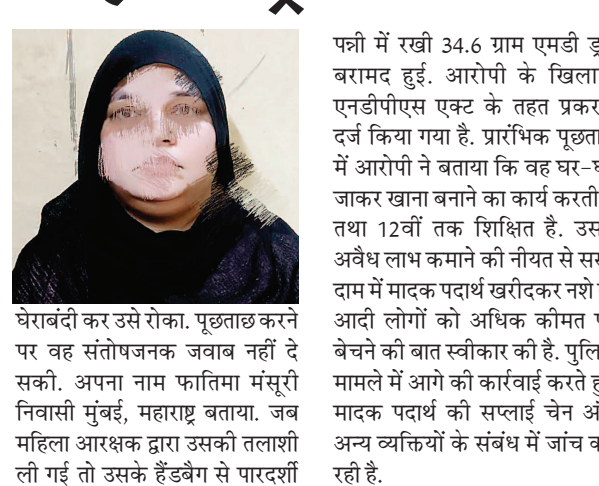 घेराबंदी कर उसे रोका. पूछताछ करने
पर वह संतोषजनक जवाब नहीं दे
सकी. अपना नाम फातिमा मंसूरी
निवासी मुंबई, महाराष्ट्र बताया. जब
महिला आरक्षक द्वारा उसकी तलाशी
ली गई तो उसके हैंडबैग से पारदर्शी
पन्नी में रखी 34.6 ग्राम एमडी ड्र
बरामद हुई. आरोपी के खिला
एनडीपीएस एक्ट के तहत प्रकर
दर्ज किया गया है. प्रारंभिक पूछता
में आरोपी ने बताया कि वह घर-घ
जाकर खाना बनाने का कार्य करती
तथा 12वीं तक शिक्षित है. उस
अवैध लाभ कमाने की नीयत से सस
दाम में मादक पदार्थ खरीदकर नशे
आदी लोगों को अधिक कीमत प
बेचने की बात स्वीकार की है. पुलि
मामले में आगे की कार्रवाई करते हु
मादक पदार्थ की सप्लाई चेन
अन्य व्यक्तियों के संबंध में जांच क
रही है.